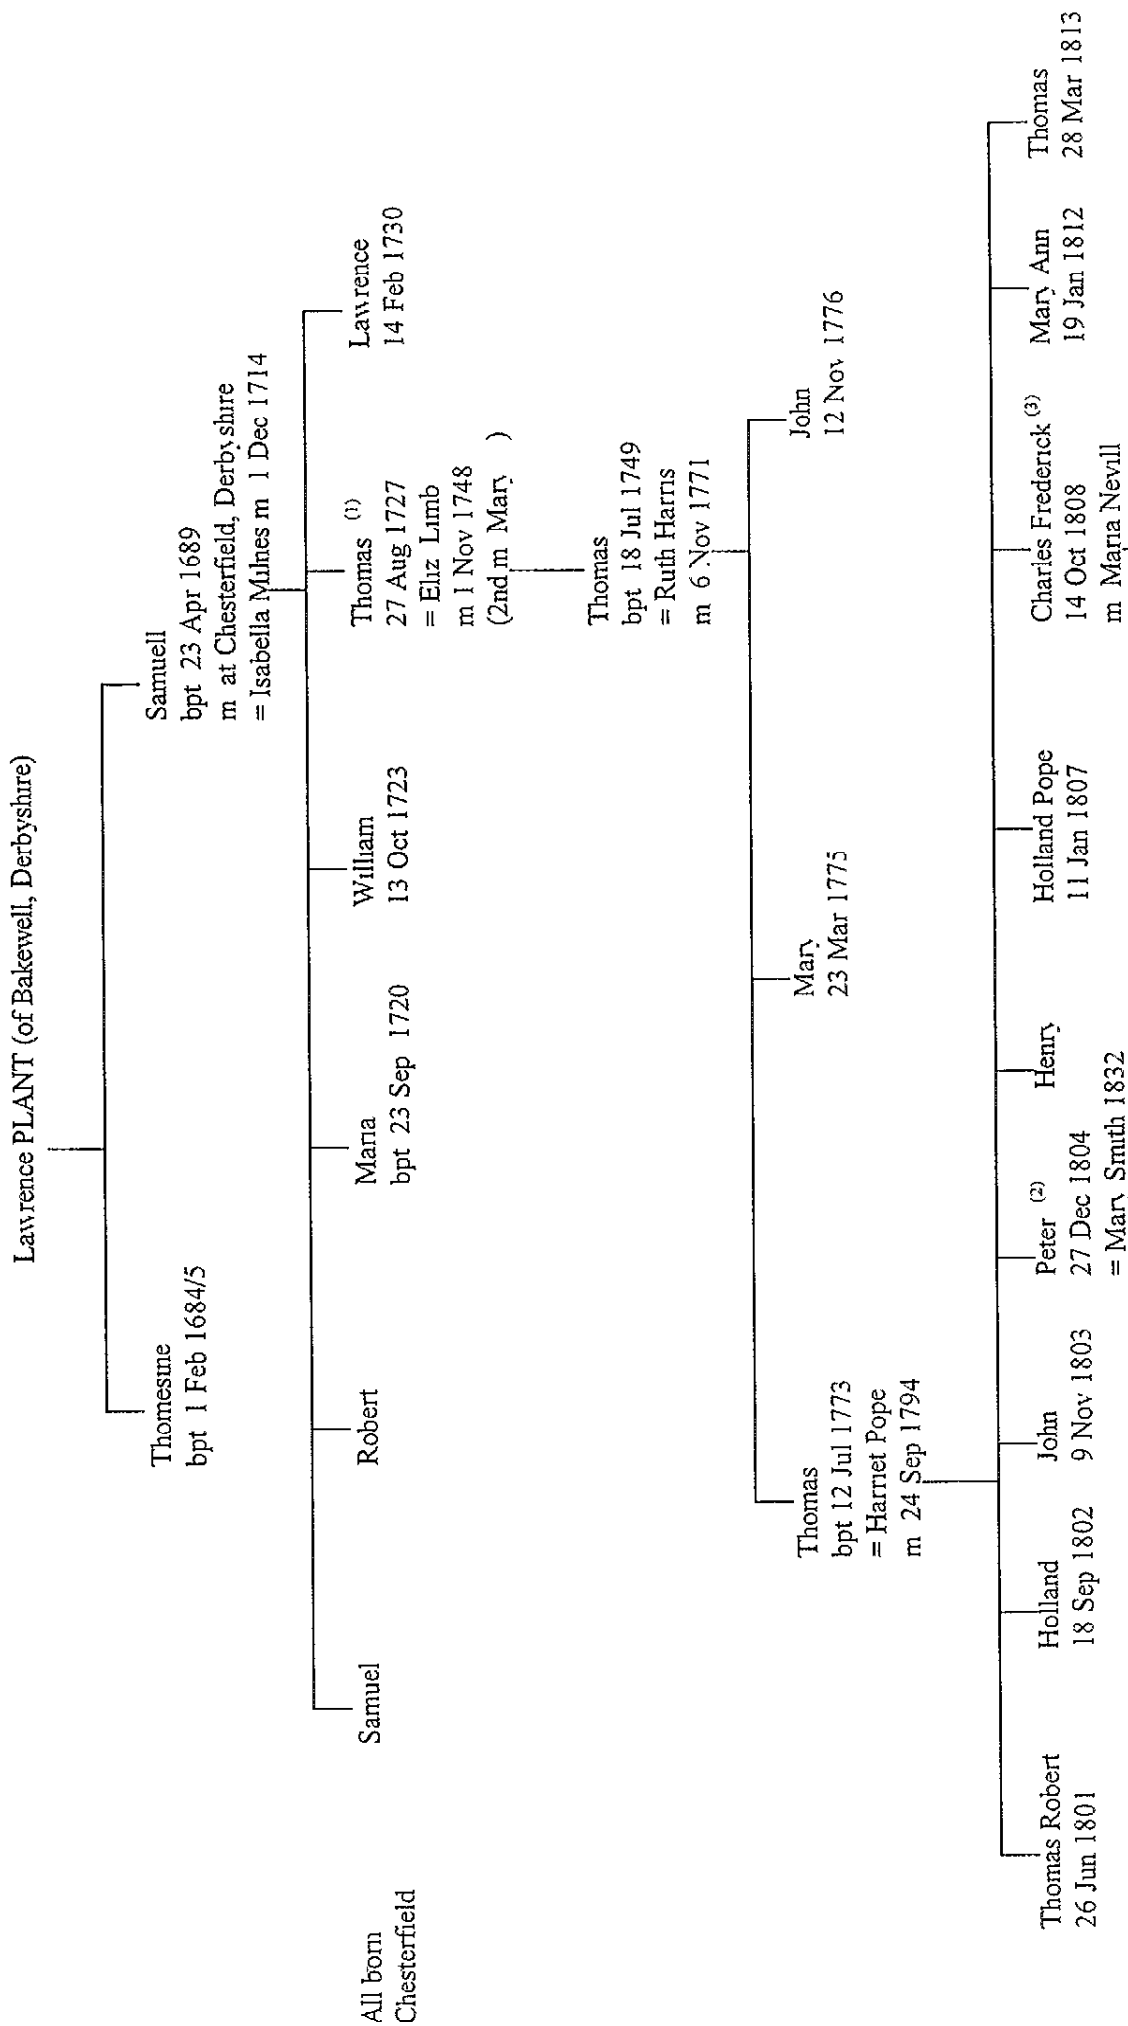 Lawrence PLANT (of Bakewell, Derbyshire)
Thomesine
bpt 1 Feb 1684/5
Samuell
bpt 23 Apr 1689
m at Chesterfield, Derbyshire
= Isabella Milnes m 1 Dec 1714
All born
Chesterfield
Samuel
Robert
Maria
bpt 23 Sep 1720
William
13 Oct 1723
Thomas (1)
27 Aug 1727
= Eliz Limb
m 1 Nov 1748
(2nd m Mary )
Lawrence
14 Feb 1730
Thomas
bpt 18 Jul 1749
= Ruth Harris
m 6 Nov 1771
Thomas
bpt 12 Jul 1773
= Harriet Pope
m 24 Sep 1794
Mary
23 Mar 1775
John
12 Nov 1776
Thomas Robert
26 Jun 1801
Holland
18 Sep 1802
John
9 Nov 1803
Peter (2)
27 Dec 1804
= Mary Smith 1832
Henry
Holland Pope
11 Jan 1807
Charles Frederick (3)
14 Oct 1808
m Maria Nevill
Mary Ann
19 Jan 1812
Thomas
28 Mar 1813